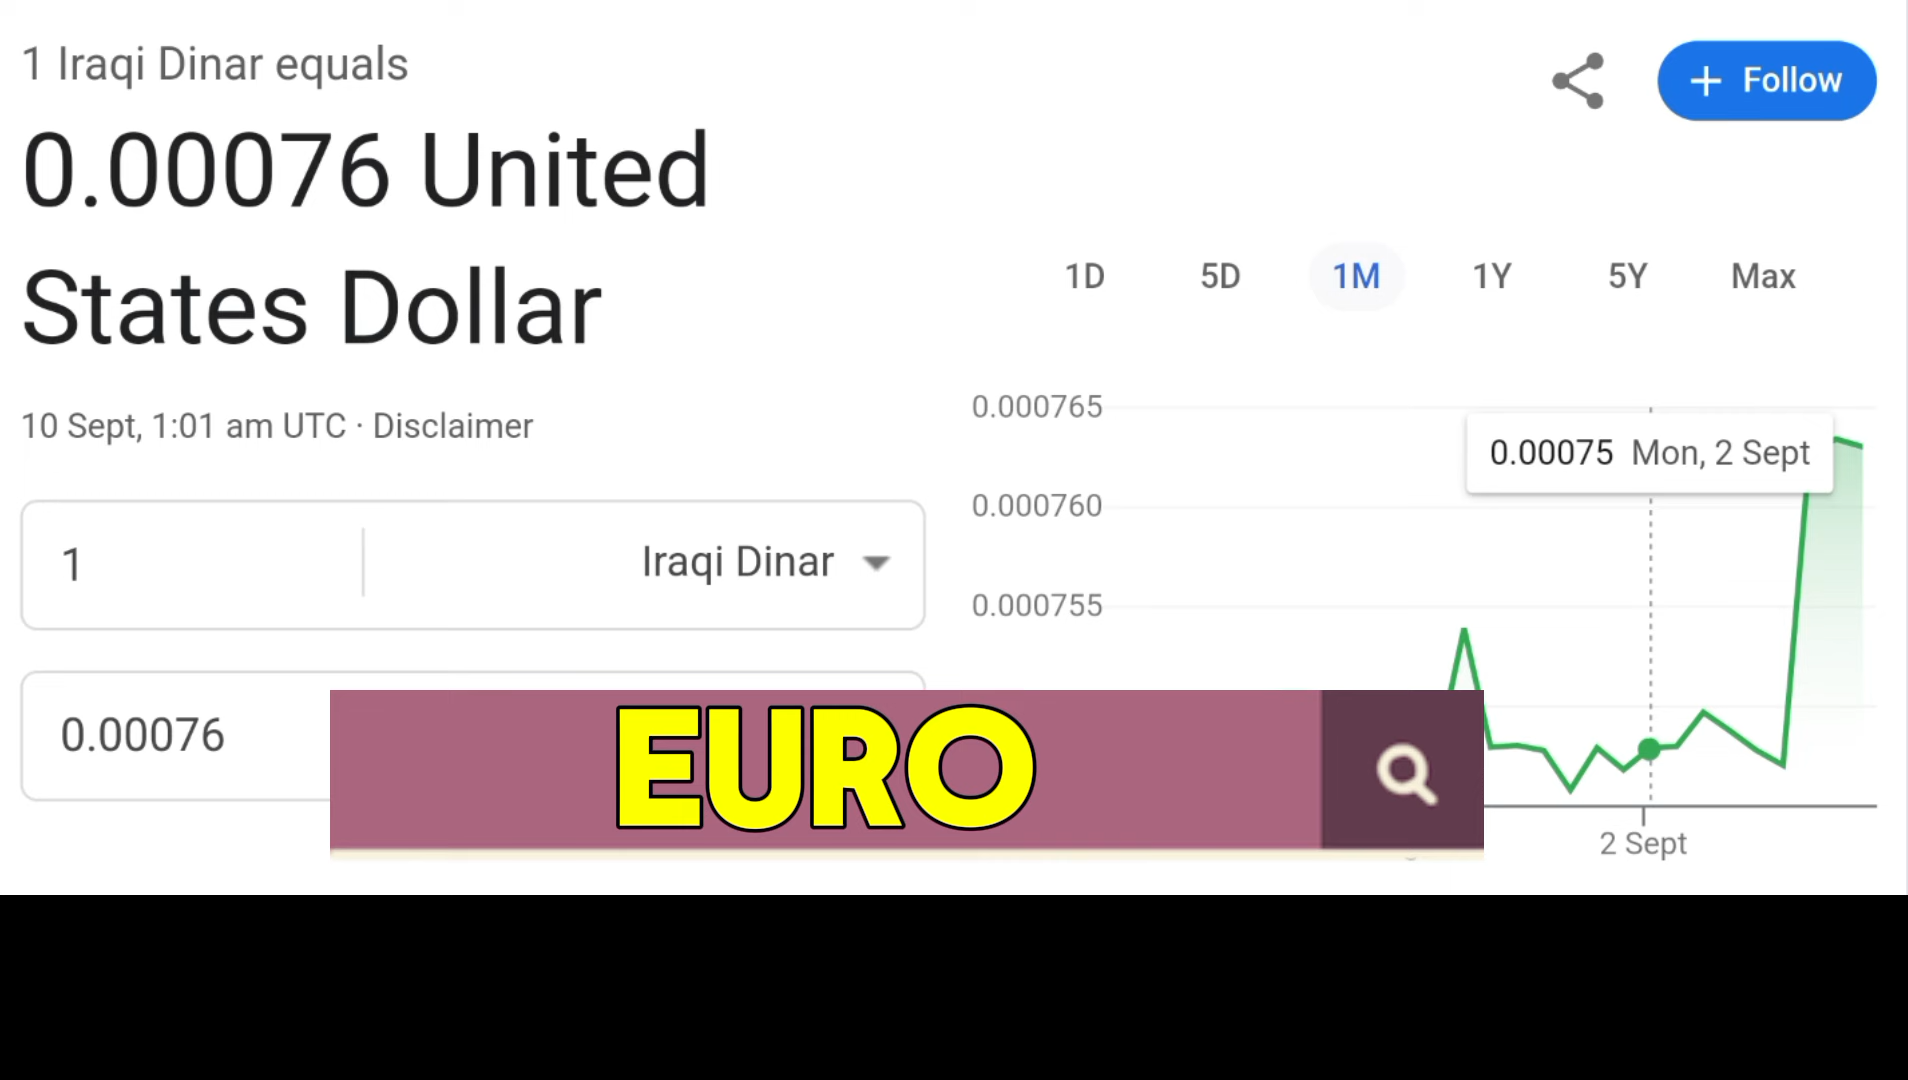 1 Iraqi Dinar equals
0.00076 United
States Dollar
10 Sept, 1:01 am UTC · Disclaimer
1
Iraqi Dinar
0.00076
Follow
1D 5D 1M 1Y 5Y Max
0.000765
0.00075 Mon, 2 Sept
0.000760
0.000755
2 Sept
EURO